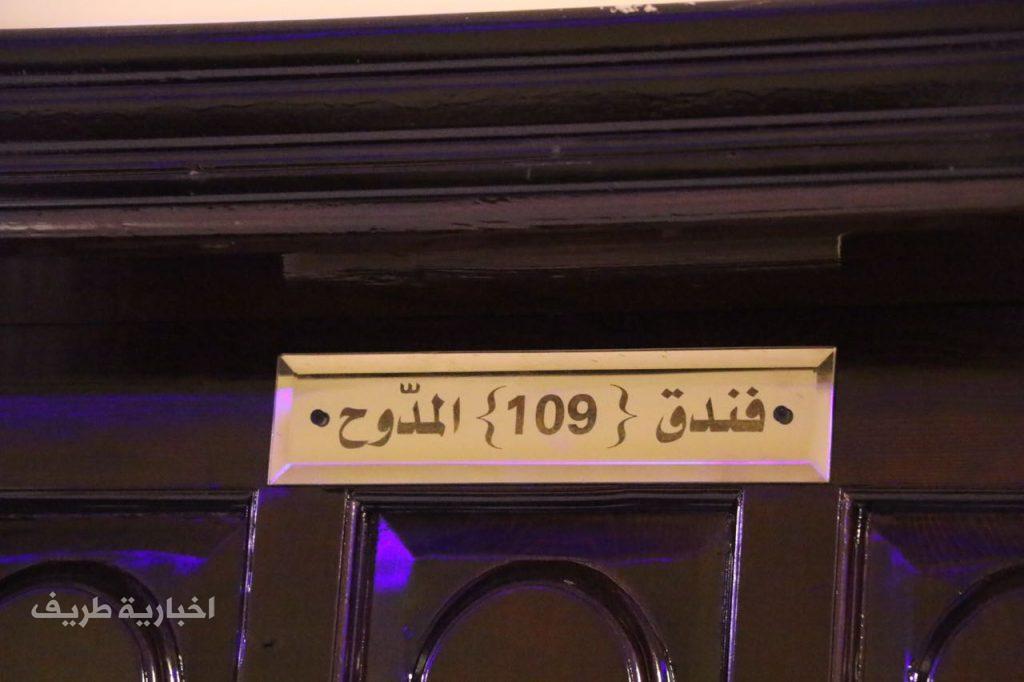 فندق {109} المدّوح
اخبارية طريف